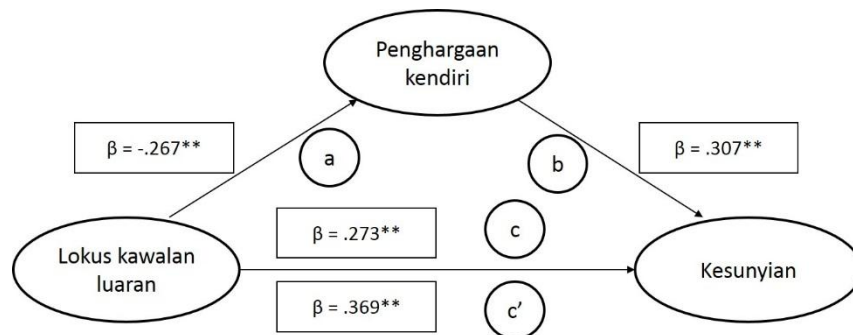 Penghargaan
kendiri
β = -.267**
a
b
β = .307**
β = .273**
c
Lokus kawalan
luaran
Kesunyian
β = .369**
c’